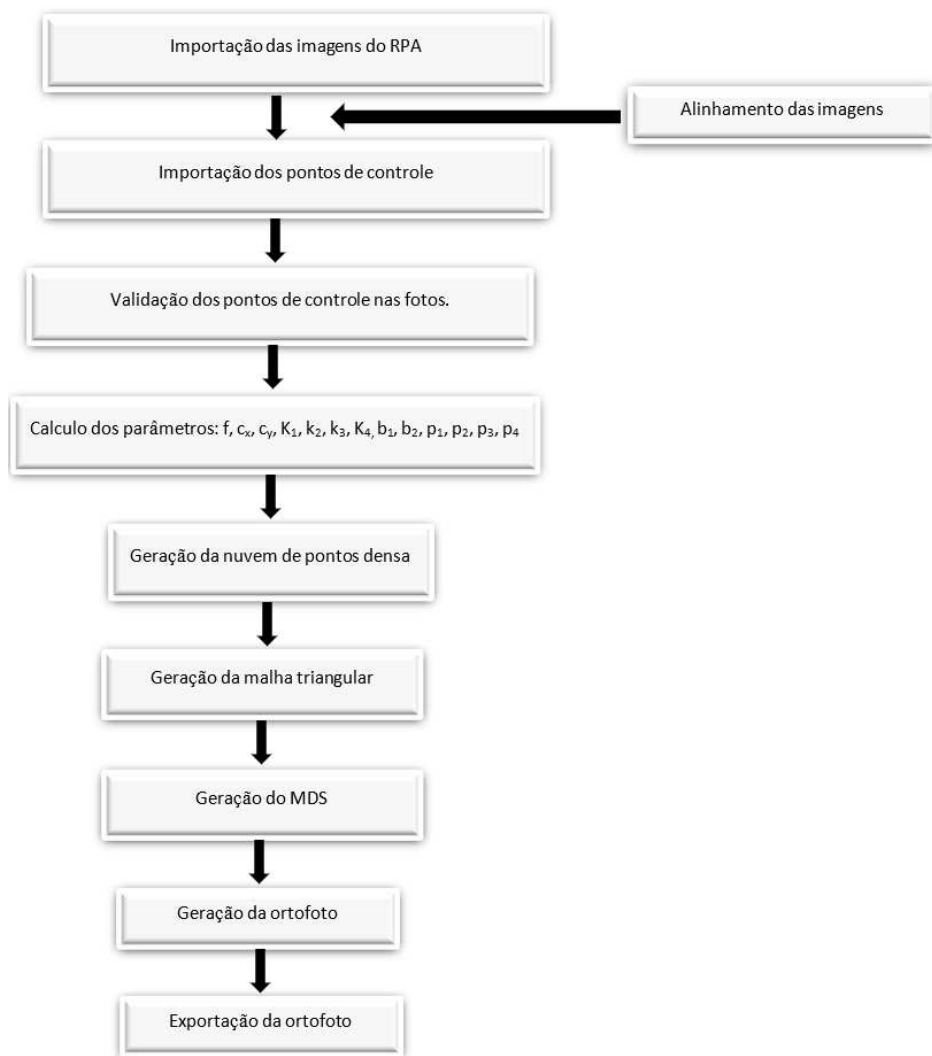 Importação das imagens do RPA
Alinhamento das imagens
Importação dos pontos de controle
Validação dos pontos de controle nas fotos.
Calculo dos parâmetros: f, cₓ, cᵧ, K₁, k₂, k₃, K₄, b₁, b₂, p₁, p₂, p₃, p₄
Geração da nuvem de pontos densa
Geração da malha triangular
Geração do MDS
Geração da ortofoto
Exportação da ortofoto